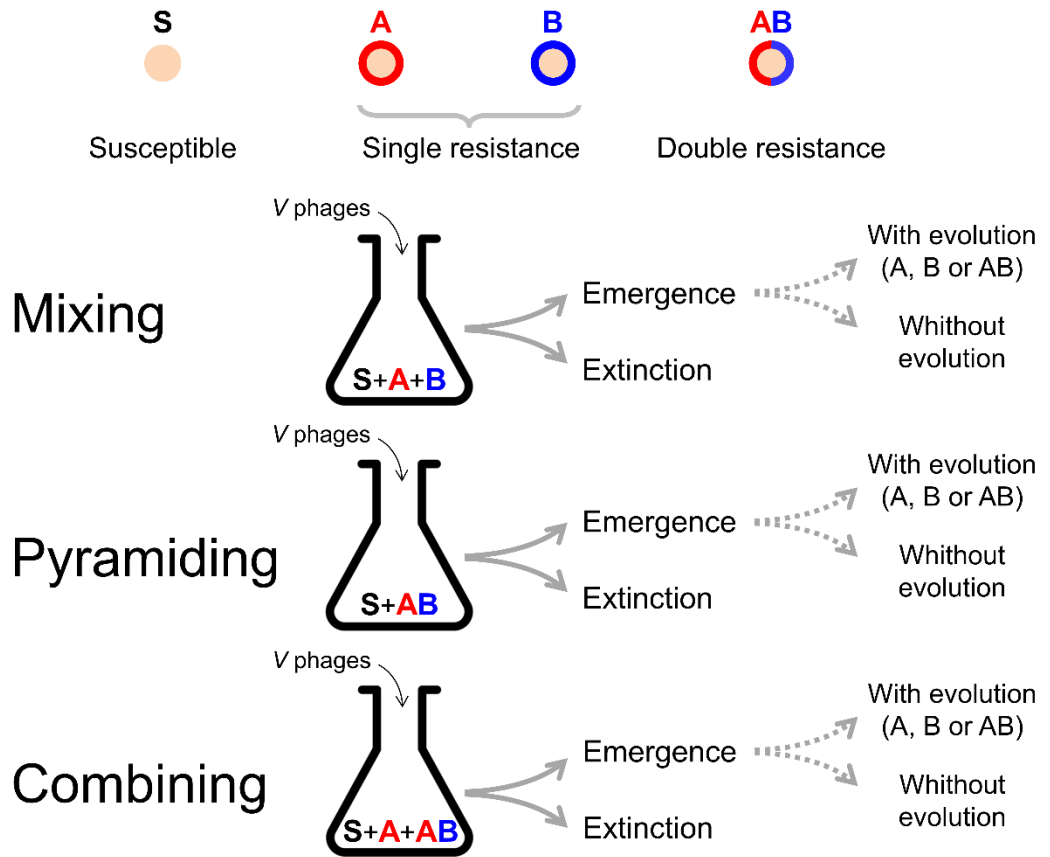 S A B AB
Susceptible Single resistance Double resistance
V phages
Mixing
S+A+B
Emergence
Extinction
With evolution
(A, B or AB)
Whithout
evolution
V phages
Pyramiding
S+AB
Emergence
Extinction
With evolution
(A, B or AB)
Whithout
evolution
V phages
Combining
S+A+AB
Emergence
Extinction
With evolution
(A, B or AB)
Whithout
evolution